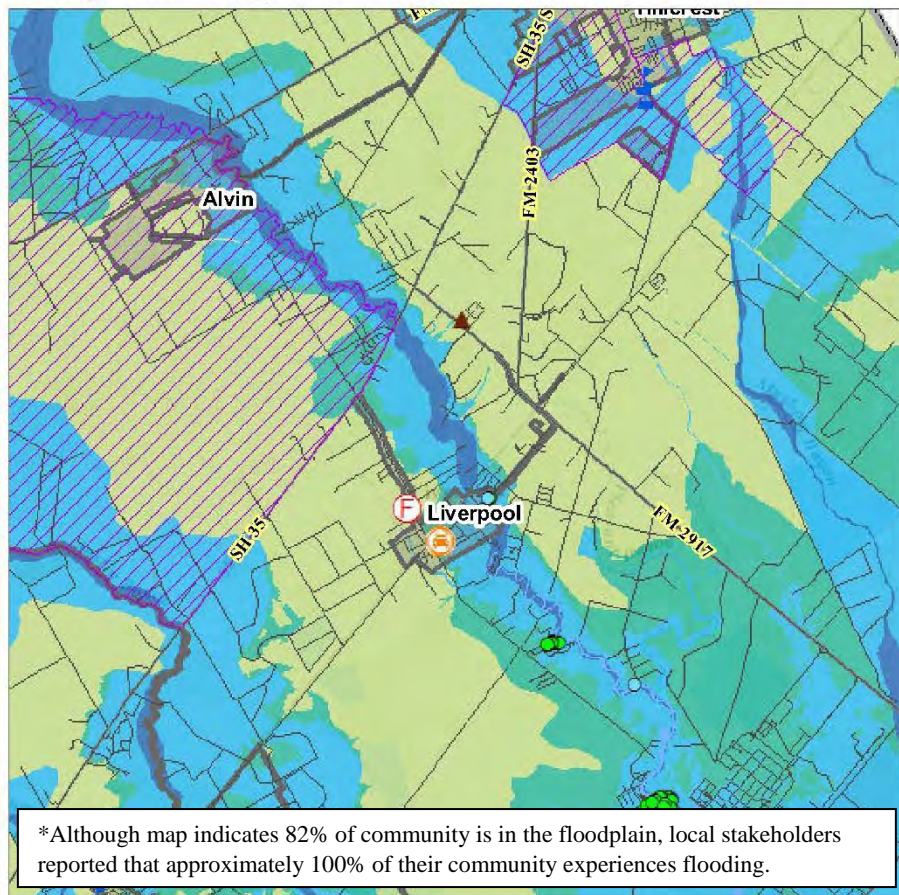 Hillcrest
SH 35 S
FM 2403
Alvin
F
Liverpool
FM 2917
SH 35
*Although map indicates 82% of community is in the floodplain, local stakeholders
reported that approximately 100% of their community experiences flooding.